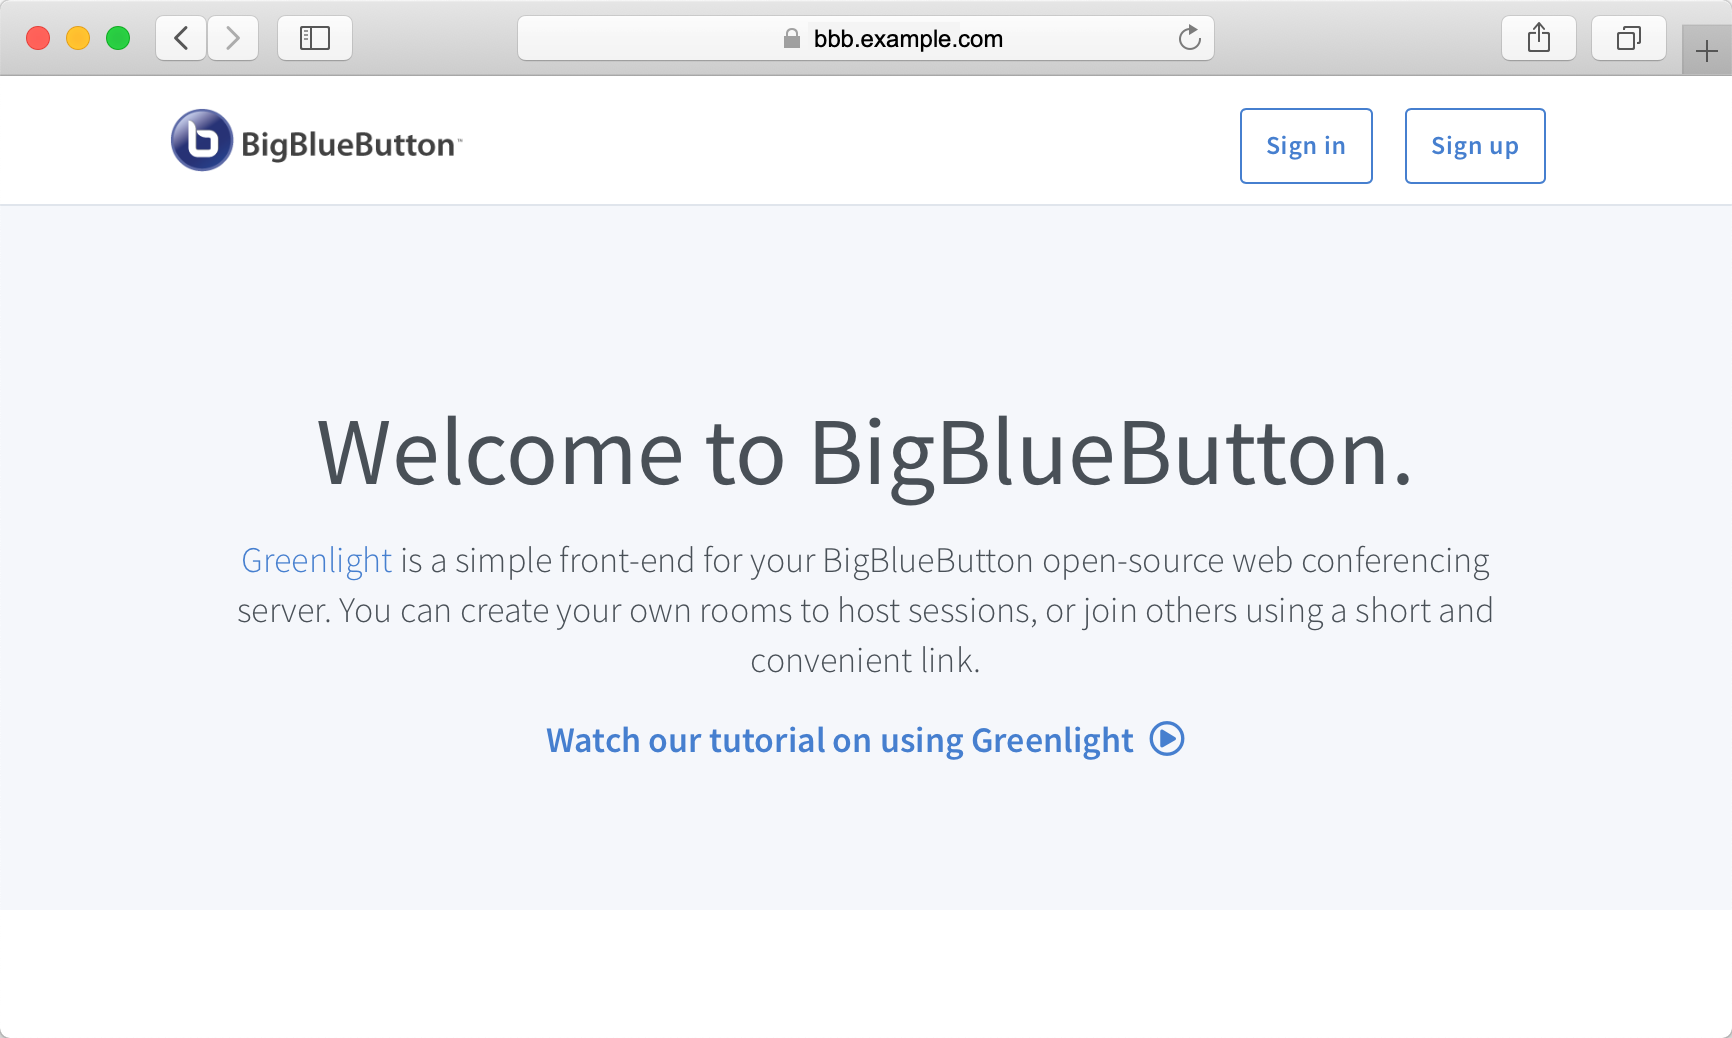 bbb.example.com
BigBlueButton™
Sign in
Sign up
Welcome to BigBlueButton.
Greenlight is a simple front-end for your BigBlueButton open-source web conferencing
server. You can create your own rooms to host sessions, or join others using a short and
convenient link.
Watch our tutorial on using Greenlight